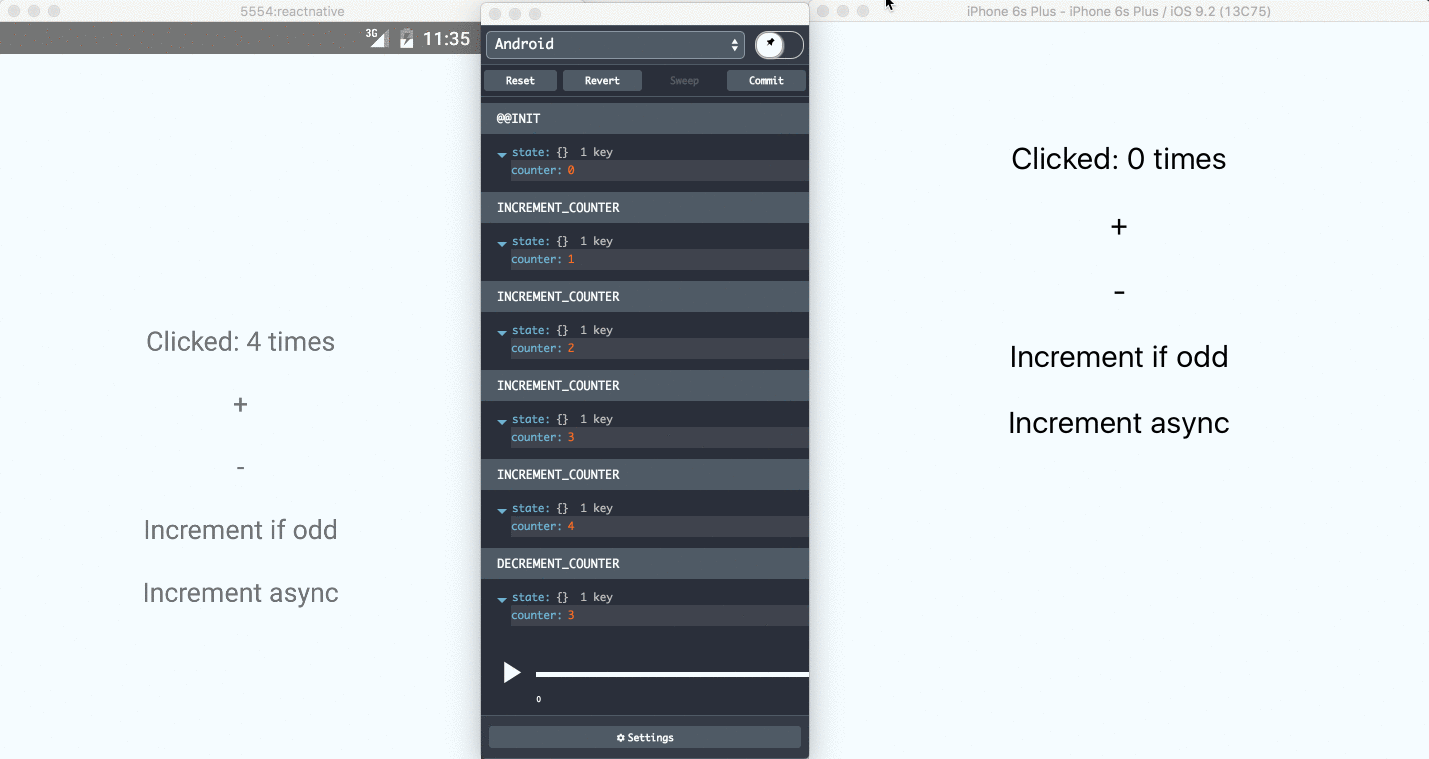 5554:reactnative
3G 11:35
Clicked: 4 times
+
-
Increment if odd
Increment async
Android
Reset Revert Sweep Commit
@@INIT
state: {} 1 key
counter: 0
INCREMENT_COUNTER
state: {} 1 key
counter: 1
INCREMENT_COUNTER
state: {} 1 key
counter: 2
INCREMENT_COUNTER
state: {} 1 key
counter: 3
INCREMENT_COUNTER
state: {} 1 key
counter: 4
DECREMENT_COUNTER
state: {} 1 key
counter: 3
0
Settings
iPhone 6s Plus - iPhone 6s Plus / iOS 9.2 (13C75)
Clicked: 0 times
+
-
Increment if odd
Increment async